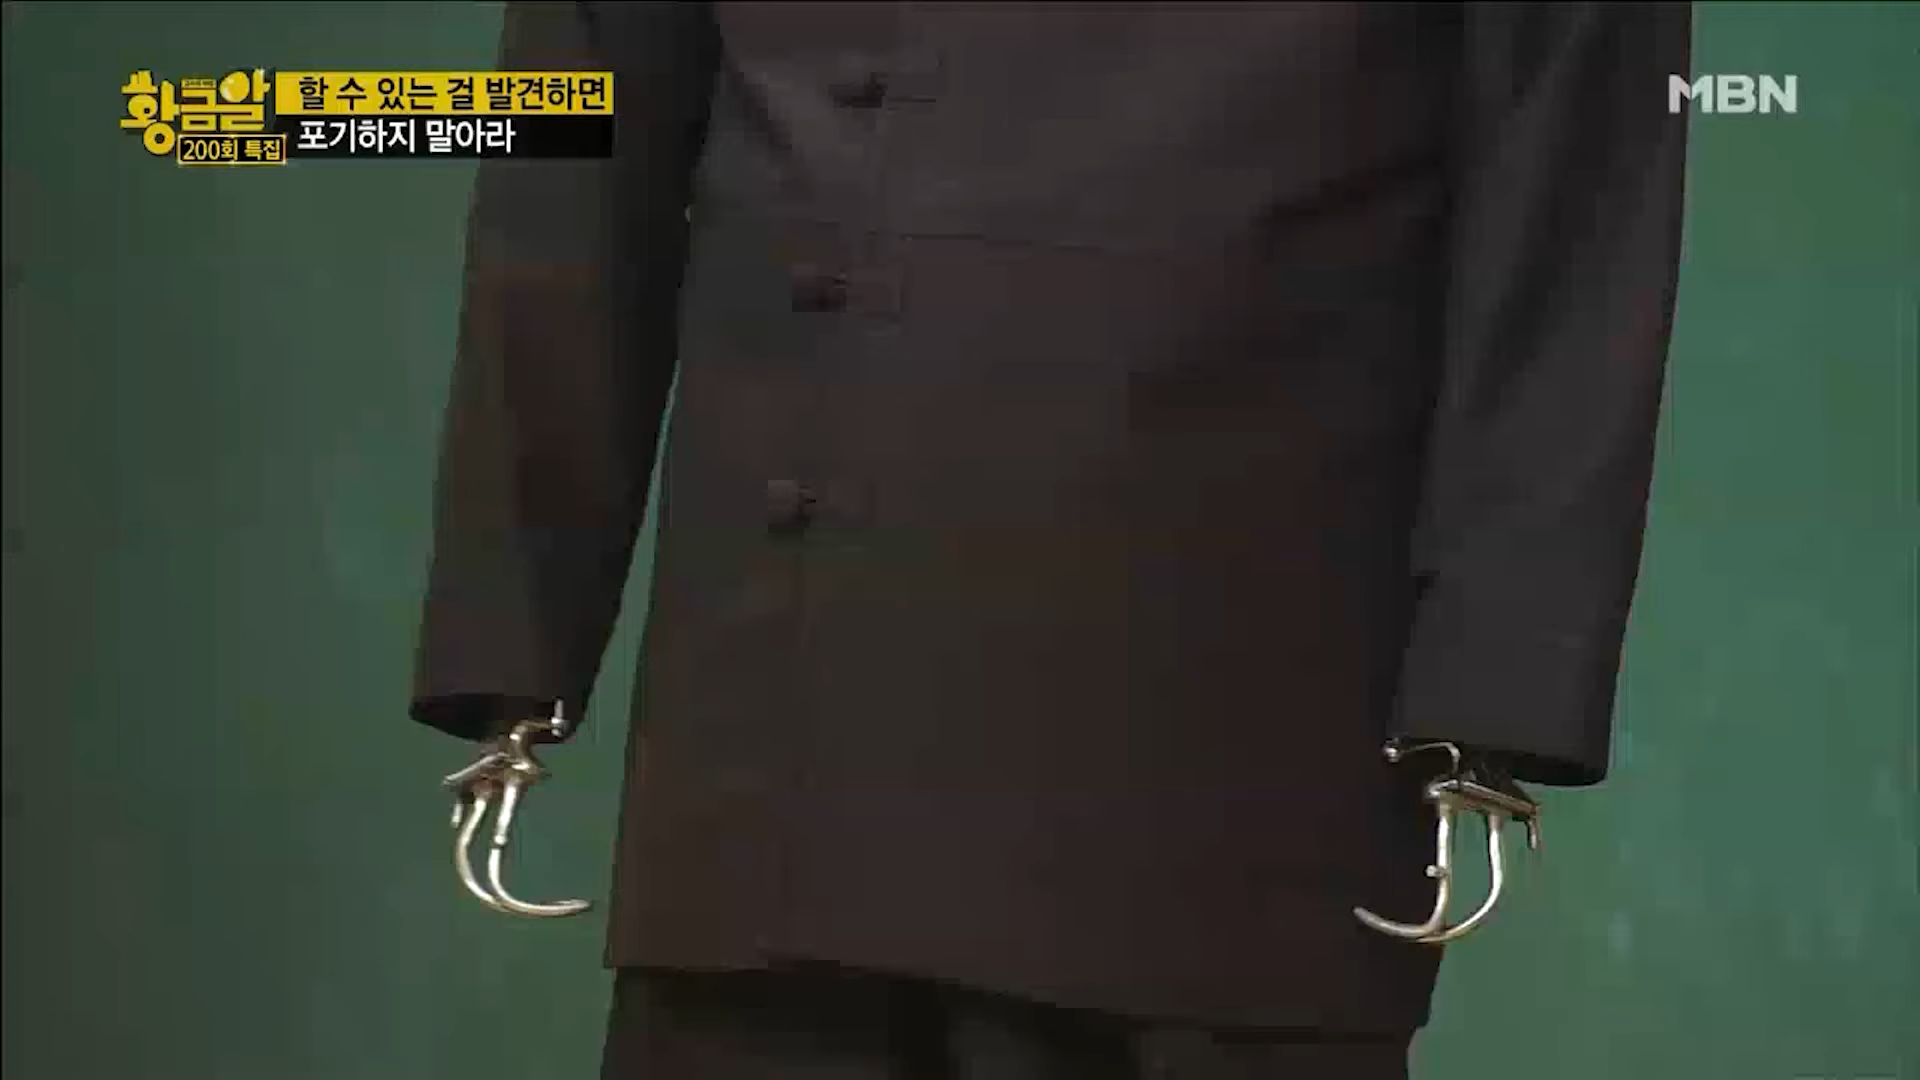 황금알
200회 특집
할 수 있는 걸 발견하면
포기하지 말아라
MBN